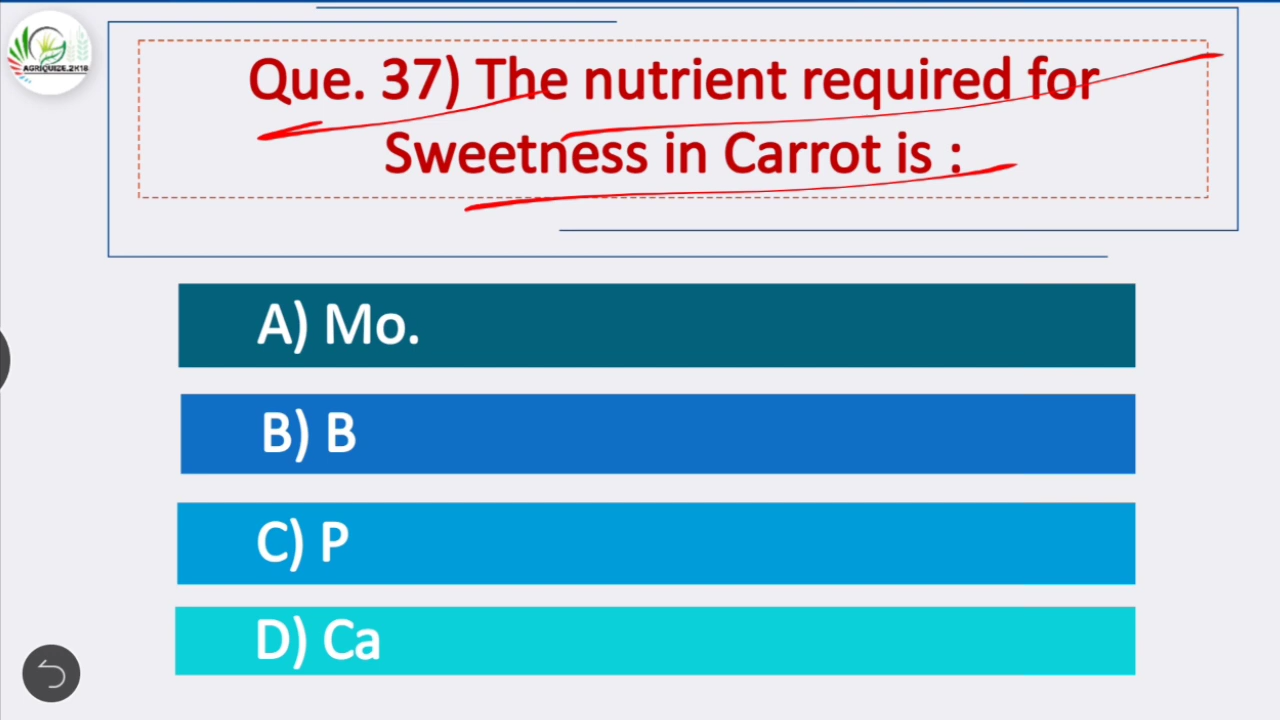 AGRIQUIZE.2K18
Que. 37) The nutrient required for
Sweetness in Carrot is :
A) Mo.
B) B
C) P
D) Ca